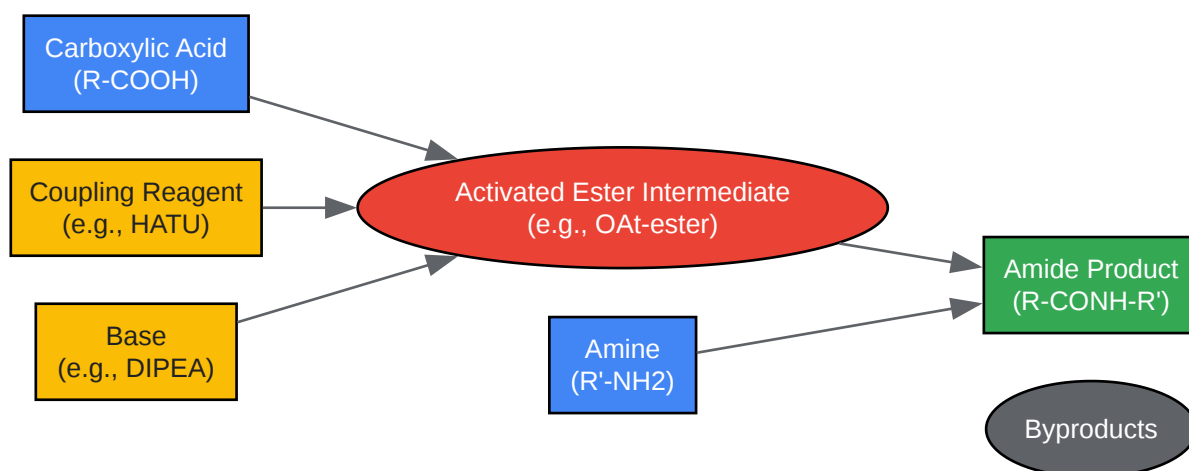 Carboxylic Acid
(R-COOH)
Coupling Reagent
(e.g., HATU)
Base
(e.g., DIPEA)
Activated Ester Intermediate
(e.g., OAt-ester)
Amine
(R'-NH2)
Amide Product
(R-CONH-R')
Byproducts